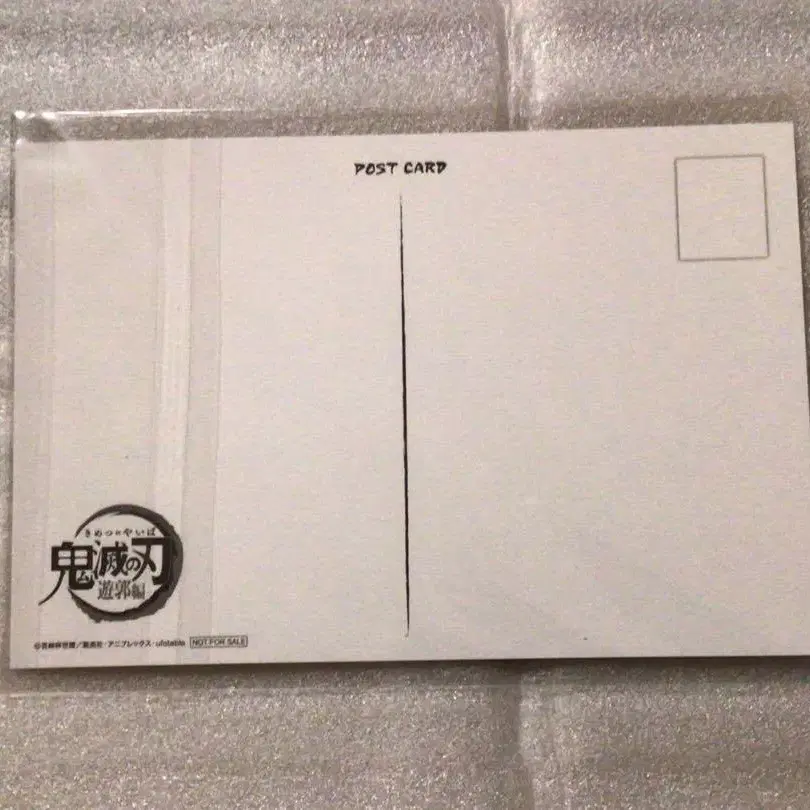 POST CARD
きめつのやいば
鬼滅の刃
遊郭編
©吾峠呼世晴／集英社・アニプレックス・ufotable NOT FOR SALE